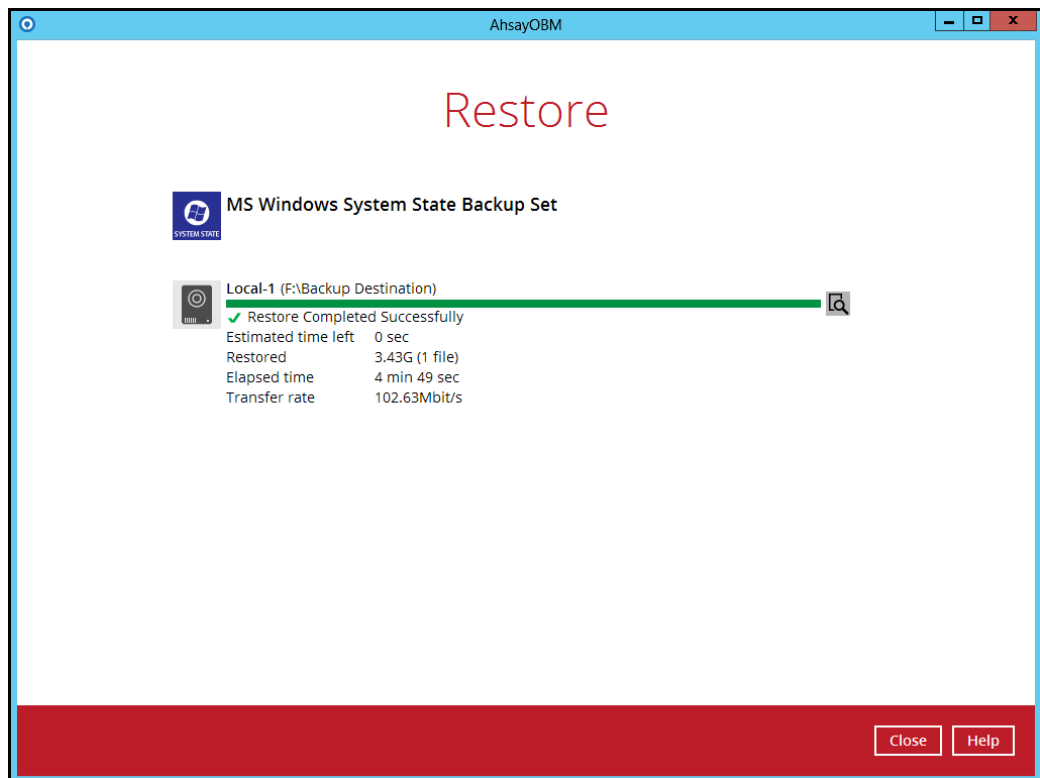 AhsayOBM
Restore
MS Windows System State Backup Set
SYSTEM STATE
Local-1 (F:\Backup Destination)
Restore Completed Successfully
Estimated time left 0 sec
Restored 3.43G (1 file)
Elapsed time 4 min 49 sec
Transfer rate 102.63Mbit/s
Close Help